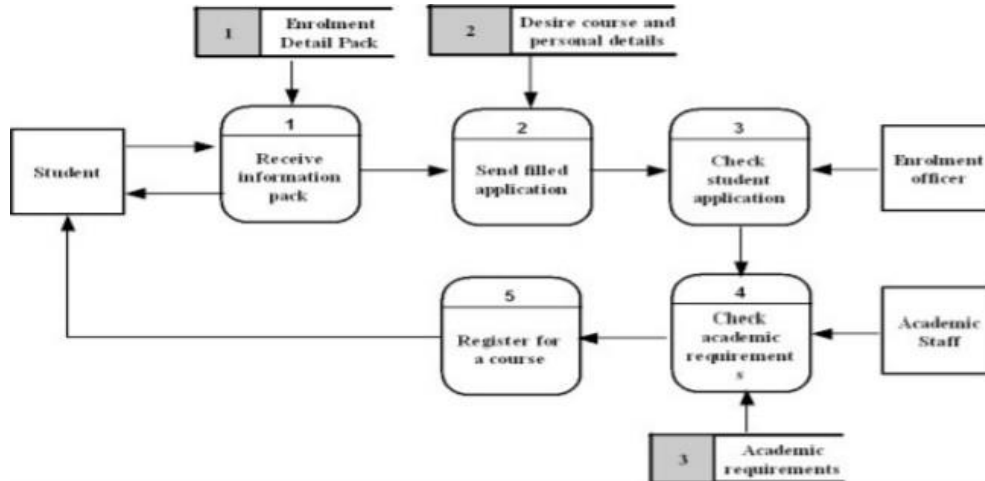 1
Enrolment
Detail Pack
2
Desire course and
personal details
1
Receive
information
pack
2
Send filled
application
3
Check
student
application
Student
Enrolment
officer
5
Register for
a course
4
Check
academic
requirement
s
Academic
Staff
3
Academic
requirements